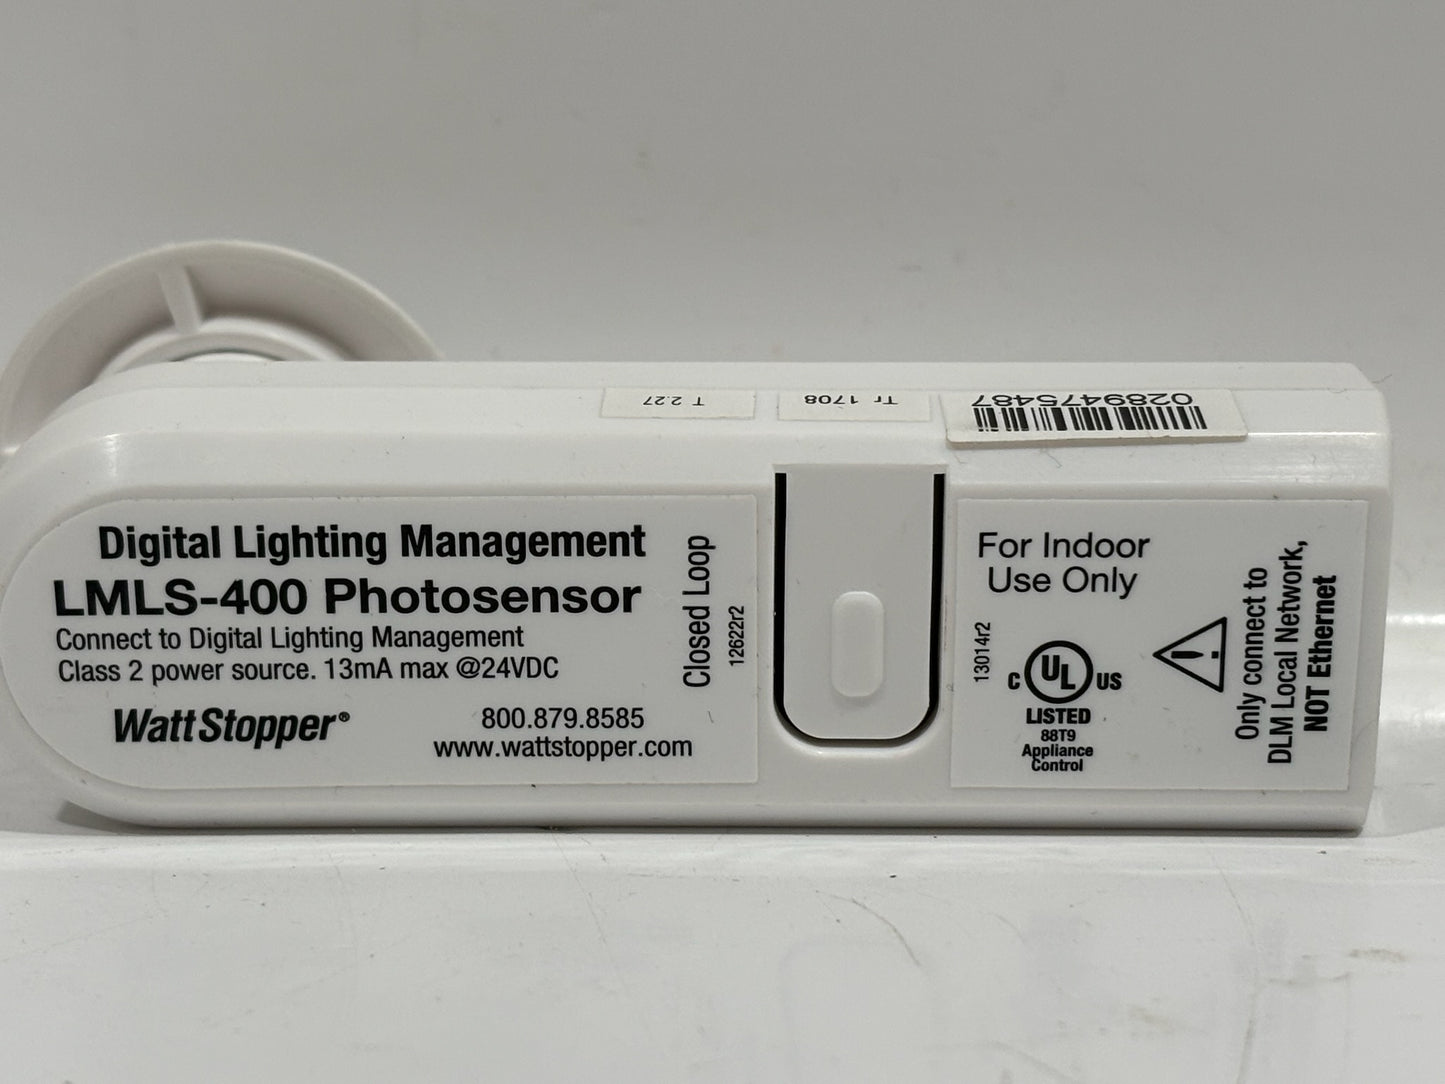 T 2.27
Tr 1708
0289475487
Digital Lighting Management
LMLS-400 Photosensor
Connect to Digital Lighting Management
Class 2 power source. 13mA max @24VDC
WattStopper®
800.879.8585
www.wattstopper.com
Closed Loop
12622r2
For Indoor
Use Only
13014r2
C UL US
LISTED
88T9
Appliance
Control
!
Only connect to
DLM Local Network,
NOT Ethernet